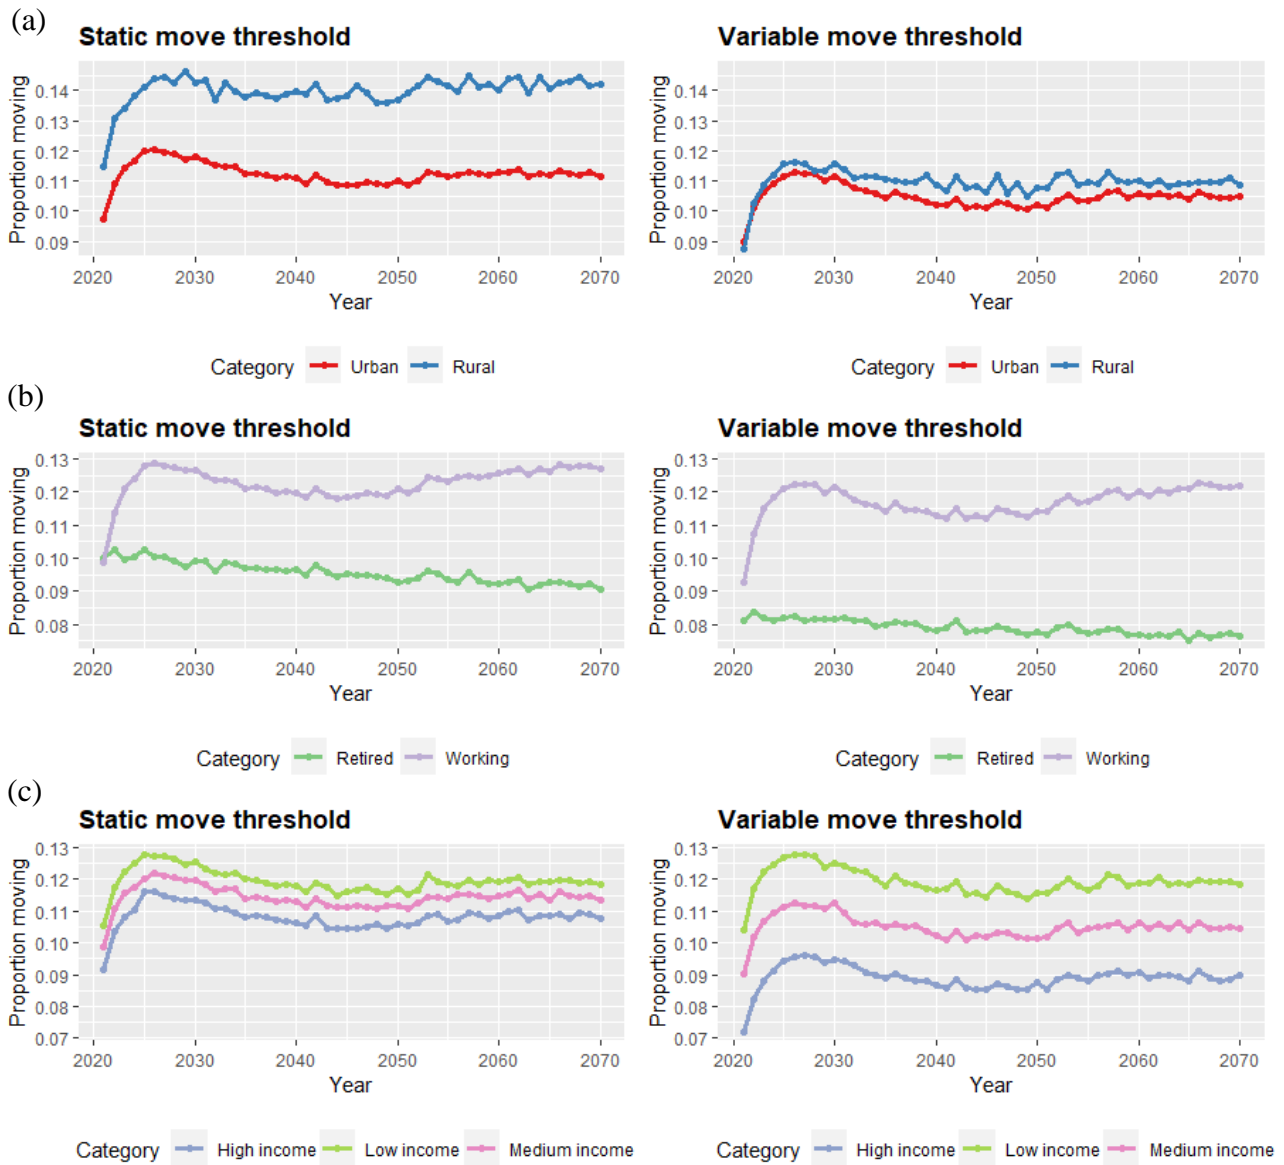 (a)
Static move threshold
Variable move threshold
Proportion moving
0.14
0.13
0.12
0.11
0.10
0.09
2020 2030 2040 2050 2060 2070
Year
Proportion moving
0.14
0.13
0.12
0.11
0.10
0.09
2020 2030 2040 2050 2060 2070
Year
Category Urban Rural
Category Urban Rural
(b)
Static move threshold
Variable move threshold
Proportion moving
0.13
0.12
0.11
0.10
0.09
0.08
2020 2030 2040 2050 2060 2070
Year
Proportion moving
0.13
0.12
0.11
0.10
0.09
0.08
2020 2030 2040 2050 2060 2070
Year
Category Retired Working
Category Retired Working
(c)
Static move threshold
Variable move threshold
Proportion moving
0.13
0.12
0.11
0.10
0.09
0.08
0.07
2020 2030 2040 2050 2060 2070
Year
Proportion moving
0.13
0.12
0.11
0.10
0.09
0.08
0.07
2020 2030 2040 2050 2060 2070
Year
Category High income Low income Medium income
Category High income Low income Medium income